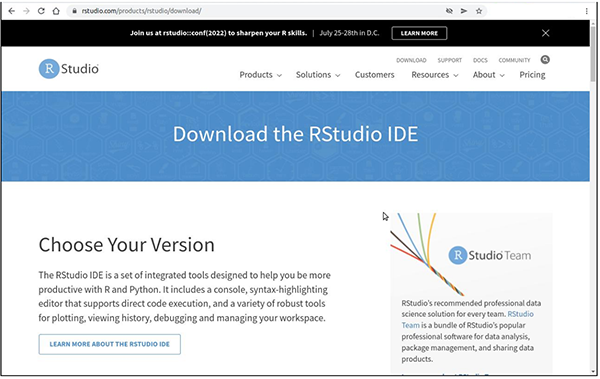 rstudio.com/products/rstudio/download/
Join us at rstudio::conf(2022) to sharpen your R skills. | July 25-28th in D.C. LEARN MORE
DOWNLOAD SUPPORT DOCS COMMUNITY
R Studio
Products Solutions Customers Resources About Pricing
Download the RStudio IDE
Choose Your Version
The RStudio IDE is a set of integrated tools designed to help you be more
productive with R and Python. It includes a console, syntax-highlighting
editor that supports direct code execution, and a variety of robust tools
for plotting, viewing history, debugging and managing your workspace.
LEARN MORE ABOUT THE RSTUDIO IDE
R Studio Team
RStudio's recommended professional data
science solution for every team. RStudio
Team is a bundle of RStudio's popular
professional software for data analysis,
package management, and sharing data
products.